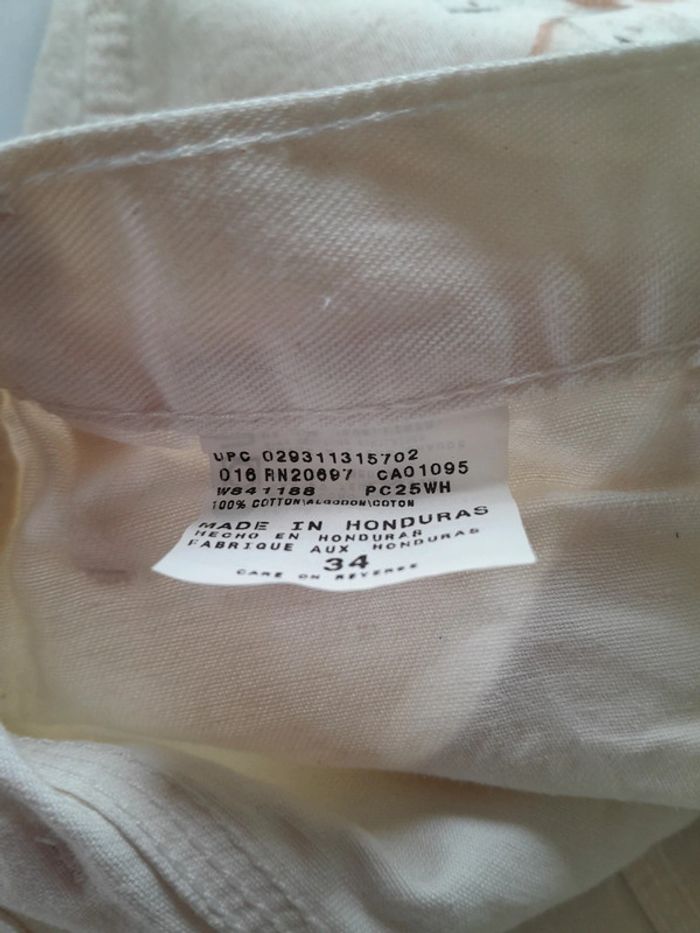 UPC 029311315702
016 RN20697 CA01095
W841188 PC25WH
100% COTTON\ALGODON\COTON
MADE IN HONDURAS
HECHO EN HONDURAS
FABRIQUE AUX HONDURAS
34
CARE ON REVERSE